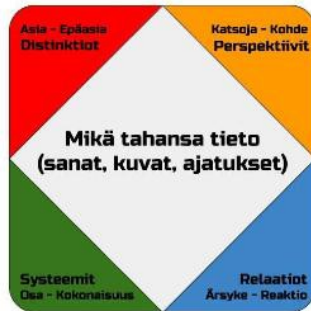 Asia - Epäasia
Distinktiot
Katsoja - Kohde
Perspektiivit
Mikä tahansa tieto
(sanat, kuvat, ajatukset)
Systeemit
Osa - Kokonaisuus
Relaatiot
Ärsyke - Reaktio